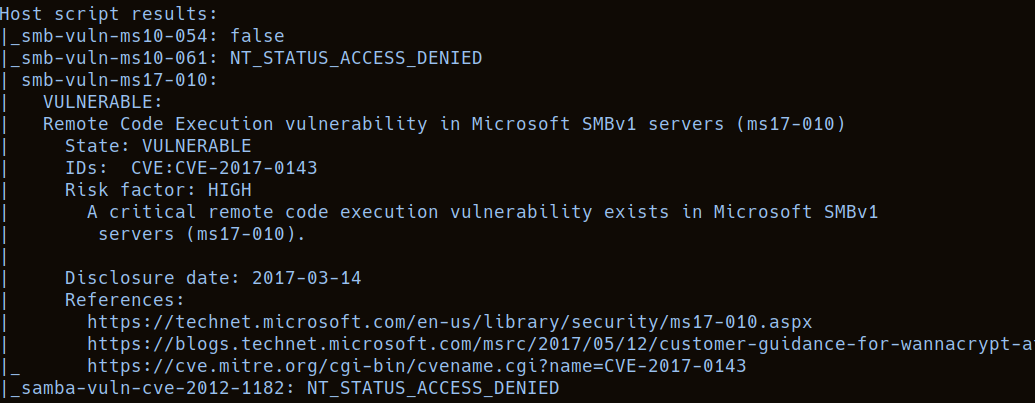 Host script results:
|_smb-vuln-ms10-054: false
|_smb-vuln-ms10-061: NT_STATUS_ACCESS_DENIED
| smb-vuln-ms17-010:
|   VULNERABLE:
|   Remote Code Execution vulnerability in Microsoft SMBv1 servers (ms17-010)
|     State: VULNERABLE
|     IDs:  CVE:CVE-2017-0143
|     Risk factor: HIGH
|       A critical remote code execution vulnerability exists in Microsoft SMBv1
|        servers (ms17-010).
|
|     Disclosure date: 2017-03-14
|     References:
|       https://technet.microsoft.com/en-us/library/security/ms17-010.aspx
|       https://blogs.technet.microsoft.com/msrc/2017/05/12/customer-guidance-for-wannacrypt-a
|_      https://cve.mitre.org/cgi-bin/cvename.cgi?name=CVE-2017-0143
|_samba-vuln-cve-2012-1182: NT_STATUS_ACCESS_DENIED